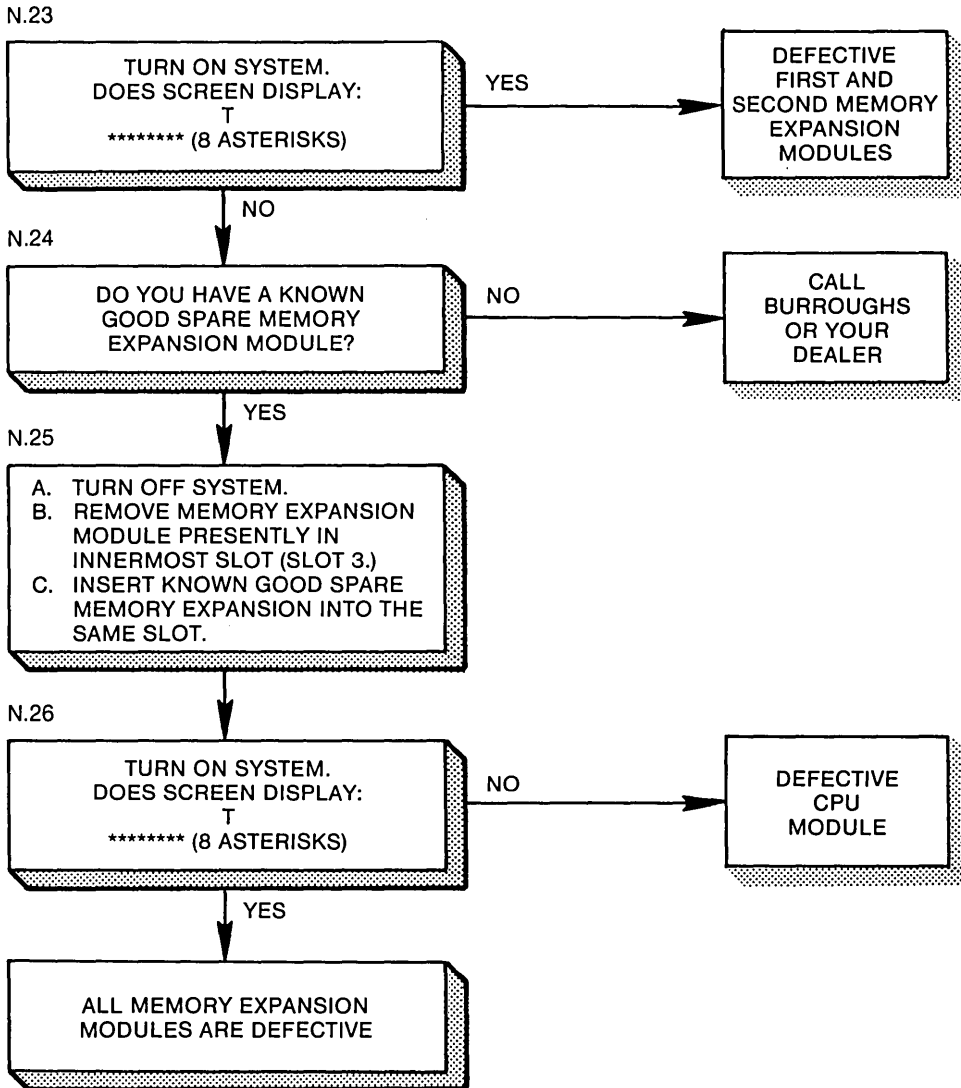 N.23
TURN ON SYSTEM.
DOES SCREEN DISPLAY:
T
******** (8 ASTERISKS)
YES
DEFECTIVE
FIRST AND
SECOND MEMORY
EXPANSION
MODULES
NO
N.24
DO YOU HAVE A KNOWN
GOOD SPARE MEMORY
EXPANSION MODULE?
NO
CALL
BURROUGHS
OR YOUR
DEALER
YES
N.25
A. TURN OFF SYSTEM.
B. REMOVE MEMORY EXPANSION
MODULE PRESENTLY IN
INNERMOST SLOT (SLOT 3.)
C. INSERT KNOWN GOOD SPARE
MEMORY EXPANSION INTO THE
SAME SLOT.
N.26
TURN ON SYSTEM.
DOES SCREEN DISPLAY:
T
******** (8 ASTERISKS)
NO
DEFECTIVE
CPU
MODULE
YES
ALL MEMORY EXPANSION
MODULES ARE DEFECTIVE